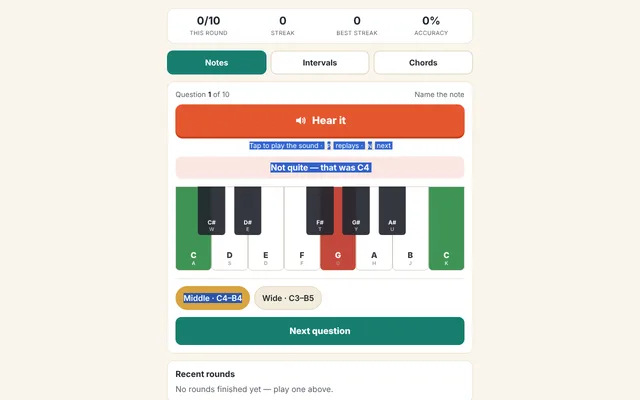 0/10 0 0 0%
THIS ROUND STREAK BEST STREAK ACCURACY
Notes Intervals Chords
Question 1 of 10 Name the note
Hear it
Tap to play the sound · replays · next
Not quite — that was C4
C# D# F# G# A#
W E T Y U
C D E F G A B C
A S D F G H J K
Middle · C4–B4 Wide · C3–B5
Next question
Recent rounds
No rounds finished yet — play one above.